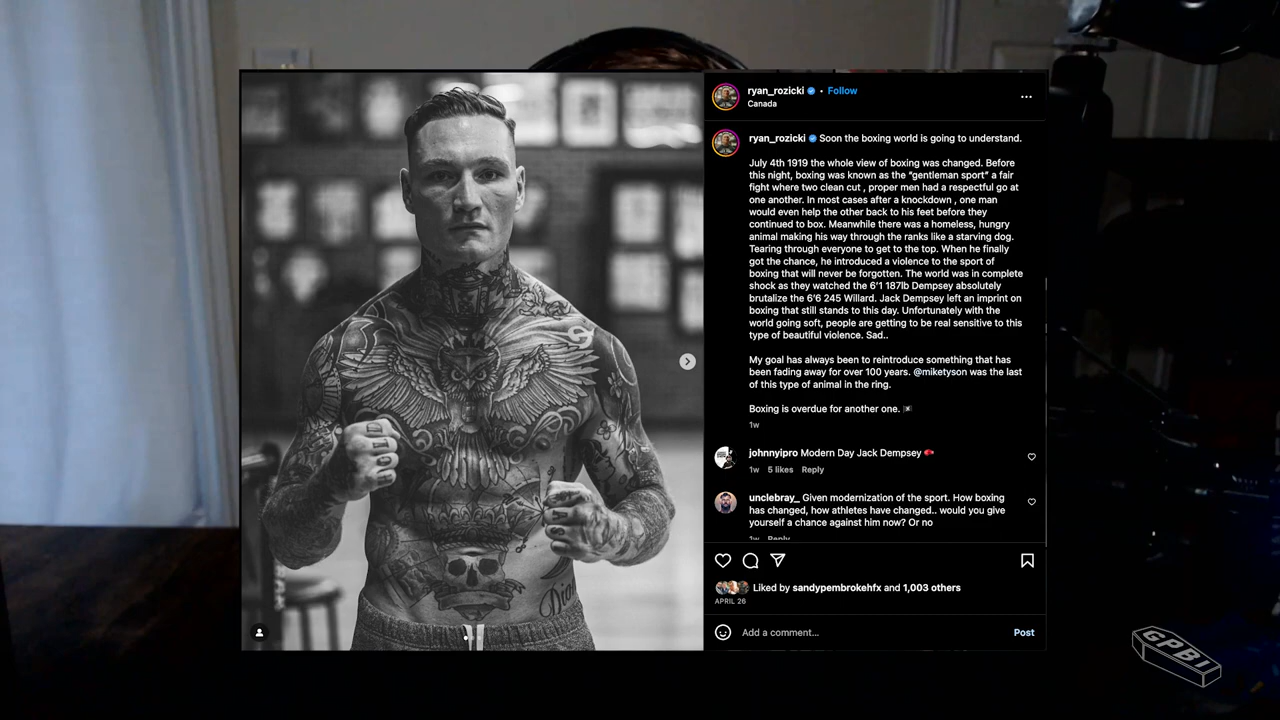 ryan_rozicki • Follow
Canada
ryan_rozicki Soon the boxing world is going to understand.
July 4th 1919 the whole view of boxing was changed. Before
this night, boxing was known as the "gentleman sport" a fair
fight where two clean cut , proper men had a respectful go at
one another. In most cases after a knockdown , one man
would even help the other back to his feet before they
continued to box. Meanwhile there was a homeless, hungry
animal making his way through the ranks like a starving dog.
Tearing through everyone to get to the top. When he finally
got the chance, he introduced a violence to the sport of
boxing that will never be forgotten. The world was in complete
shock as they watched the 6'1 187lb Dempsey absolutely
brutalize the 6'6 245 Willard. Jack Dempsey left an imprint on
boxing that still stands to this day. Unfortunately with the
world going soft, people are getting to be real sensitive to this
type of beautiful violence. Sad..
My goal has always been to reintroduce something that has
been fading away for over 100 years. @miketyson was the last
of this type of animal in the ring.
Boxing is overdue for another one.
1w
johnnyipro Modern Day Jack Dempsey
1w 5 likes Reply
unclebray_ Given modernization of the sport. How boxing
has changed, how athletes have changed.. would you give
yourself a chance against him now? Or no
1w Reply
Liked by sandypembrokehfx and 1,003 others
APRIL 26
Add a comment... Post
OLD
GPBI